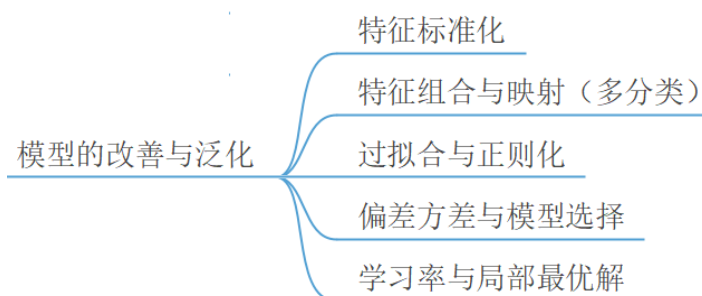 特征标准化
特征组合与映射（多分类）
模型的改善与泛化
过拟合与正则化
偏差方差与模型选择
学习率与局部最优解